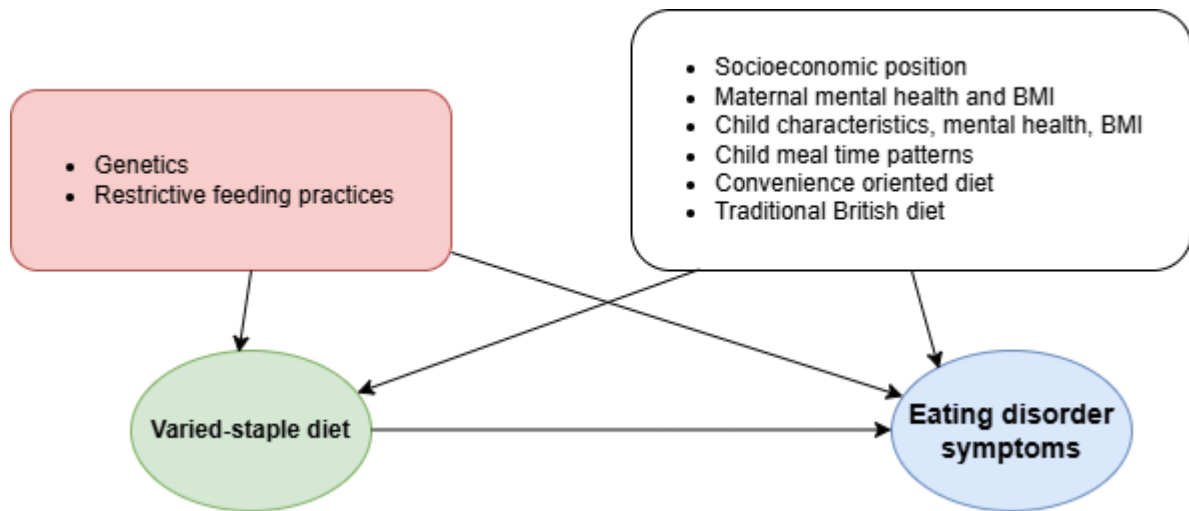 • Genetics
• Restrictive feeding practices
• Socioeconomic position
• Maternal mental health and BMI
• Child characteristics, mental health, BMI
• Child meal time patterns
• Convenience oriented diet
• Traditional British diet
Varied-staple diet
Eating disorder
symptoms